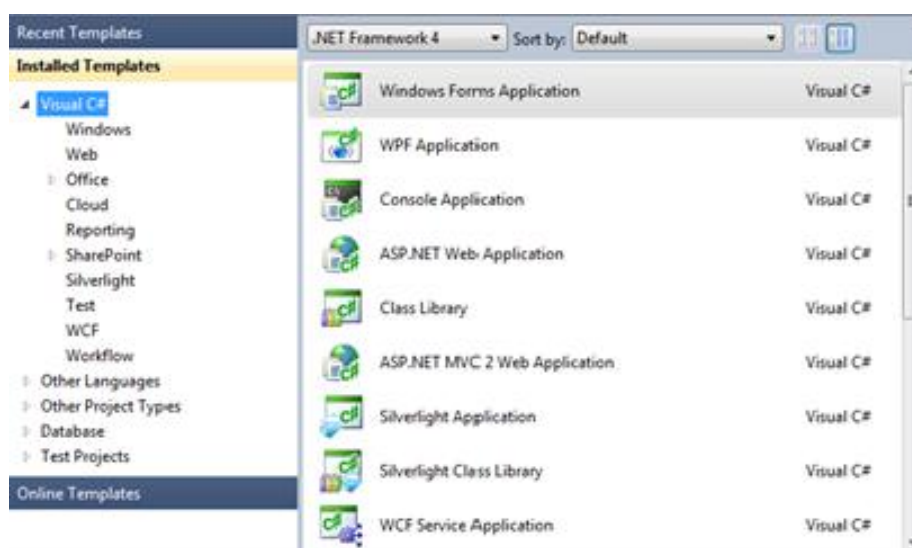 Recent Templates
Installed Templates
Visual C#
Windows
Web
Office
Cloud
Reporting
SharePoint
Silverlight
Test
WCF
Workflow
Other Languages
Other Project Types
Database
Test Projects
Online Templates
.NET Framework 4 Sort by: Default
Windows Forms Application Visual C#
WPF Application Visual C#
Console Application Visual C#
ASP.NET Web Application Visual C#
Class Library Visual C#
ASP.NET MVC 2 Web Application Visual C#
Silverlight Application Visual C#
Silverlight Class Library Visual C#
WCF Service Application Visual C#